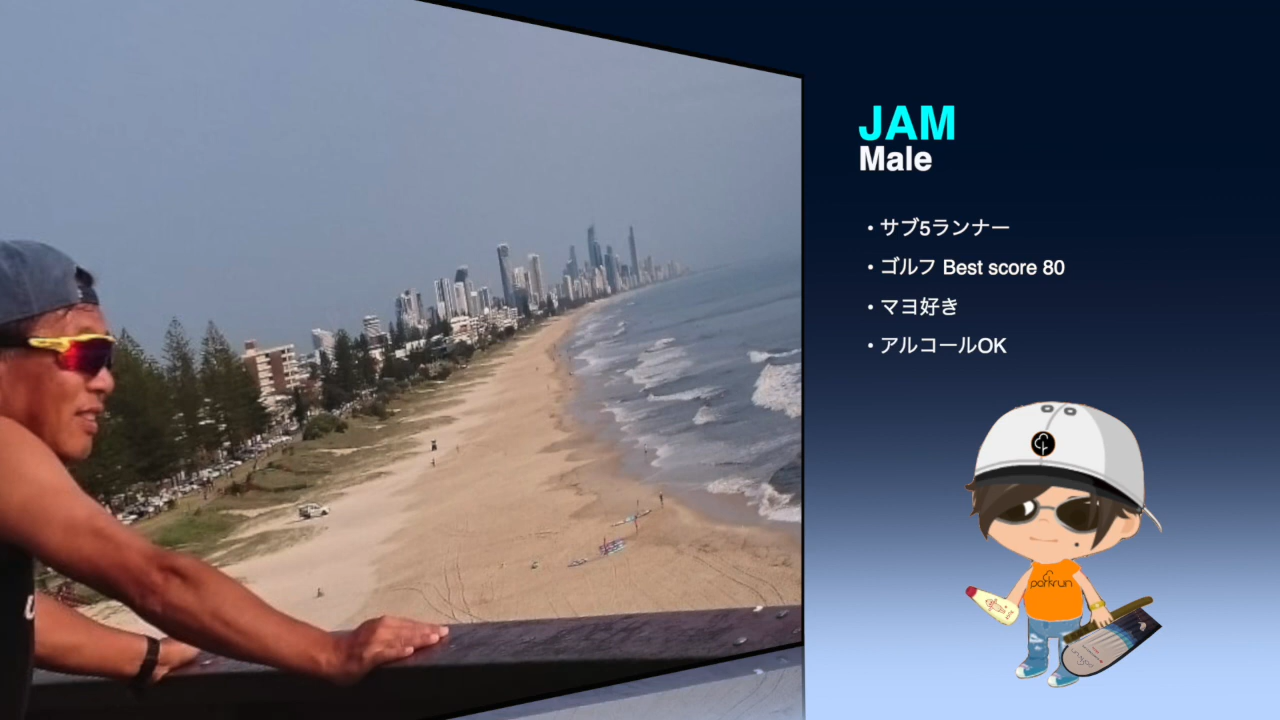 JAM
Male
・サブ5ランナー
・ゴルフ Best score 80
・マヨ好き
・アルコールOK
parkrun